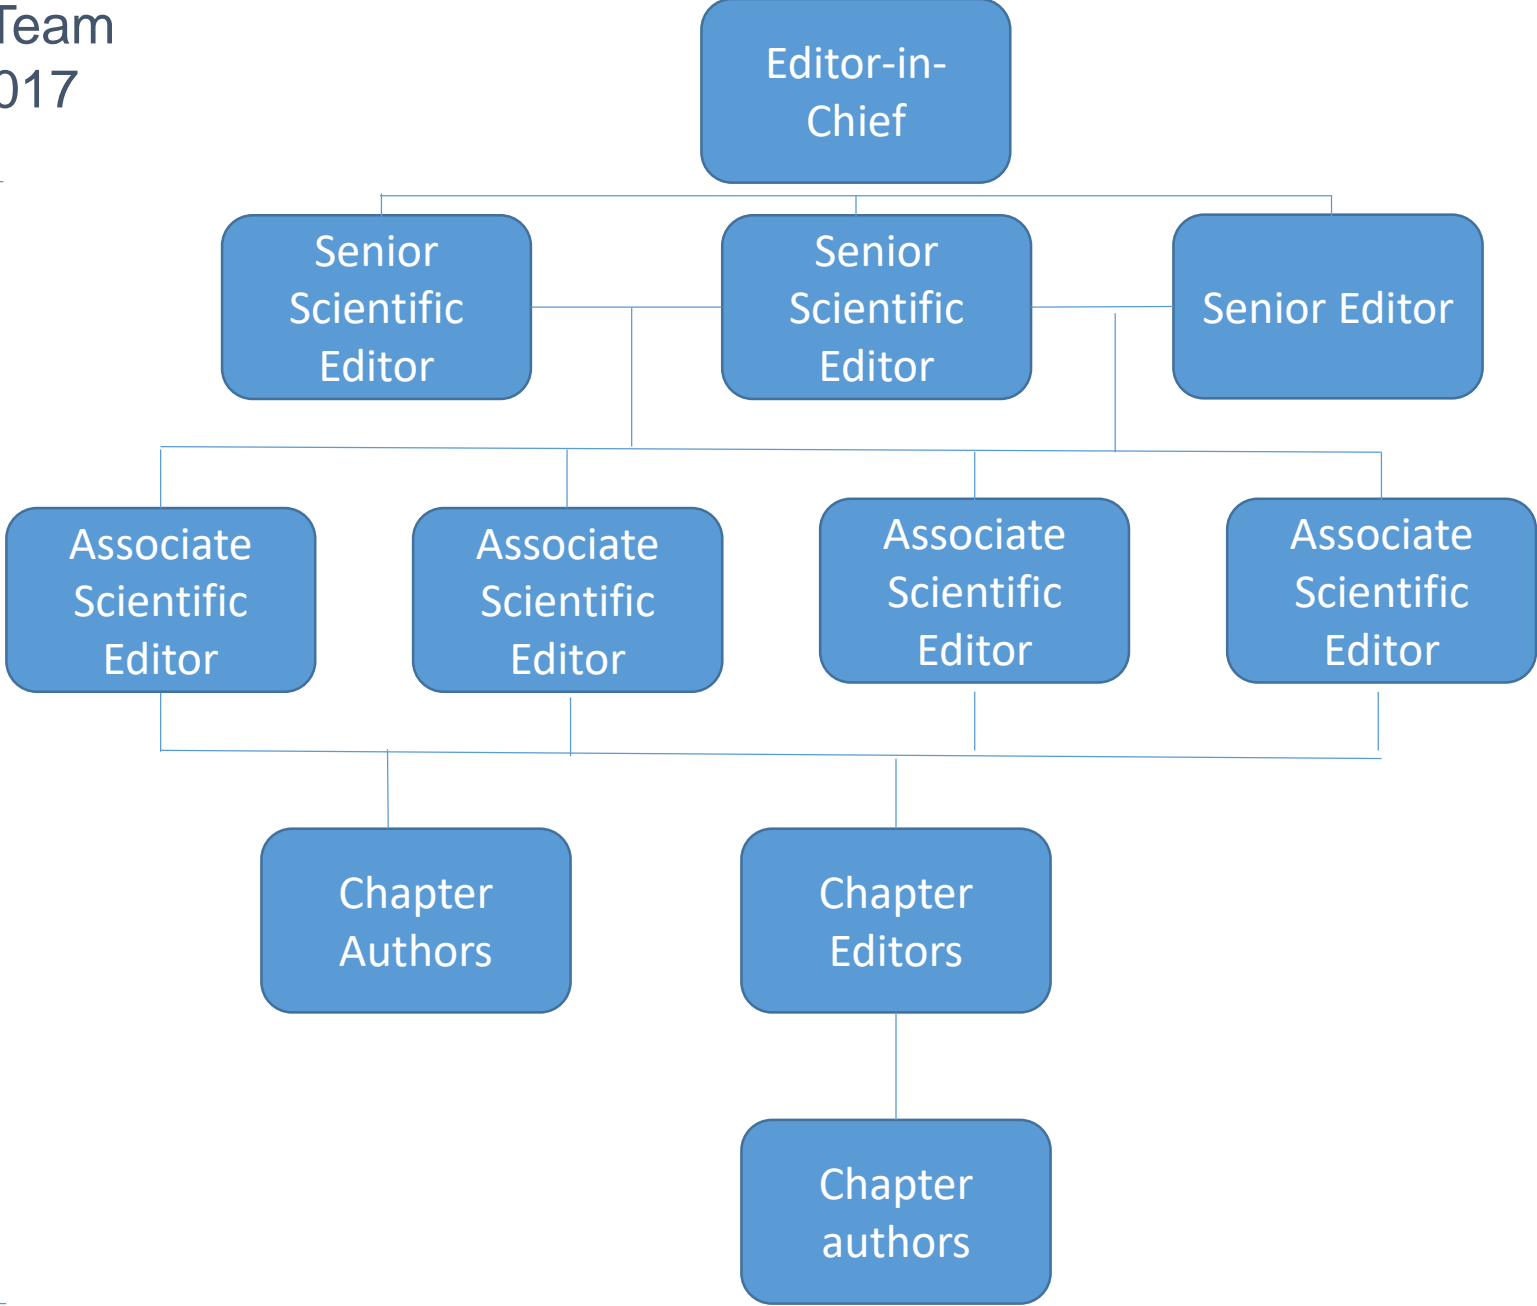 Team
017
Editor-in-
Chief
Senior
Scientific
Editor
Senior
Scientific
Editor
Senior Editor
Associate
Scientific
Editor
Associate
Scientific
Editor
Associate
Scientific
Editor
Associate
Scientific
Editor
Chapter
Authors
Chapter
Editors
Chapter
authors